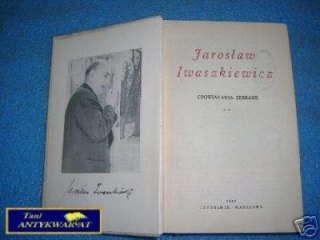 Jarosław
Iwaszkiewicz
OPOWIADANIA ZEBRANE
CZYTELNIK · WARSZAWA
Tani
ANTYKWARIAT